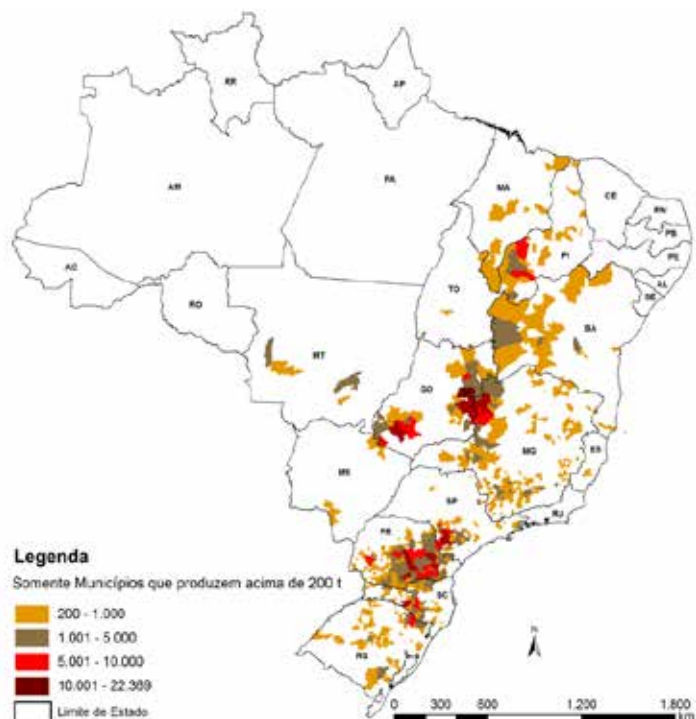 RR
AP
AM
PA
MA
CE
RN
PB
PE
AL
SE
PI
AC
RO
TO
BA
MT
GO
MG
ES
MS
SP
RJ
PR
SC
RS
Legenda
Somente Municípios que produzem acima de 200 t
200 - 1.000
1.001 - 5.000
5.001 - 10.000
10.001 - 22.389
Limite de Estado
N
0 300 600 1.200 1.800